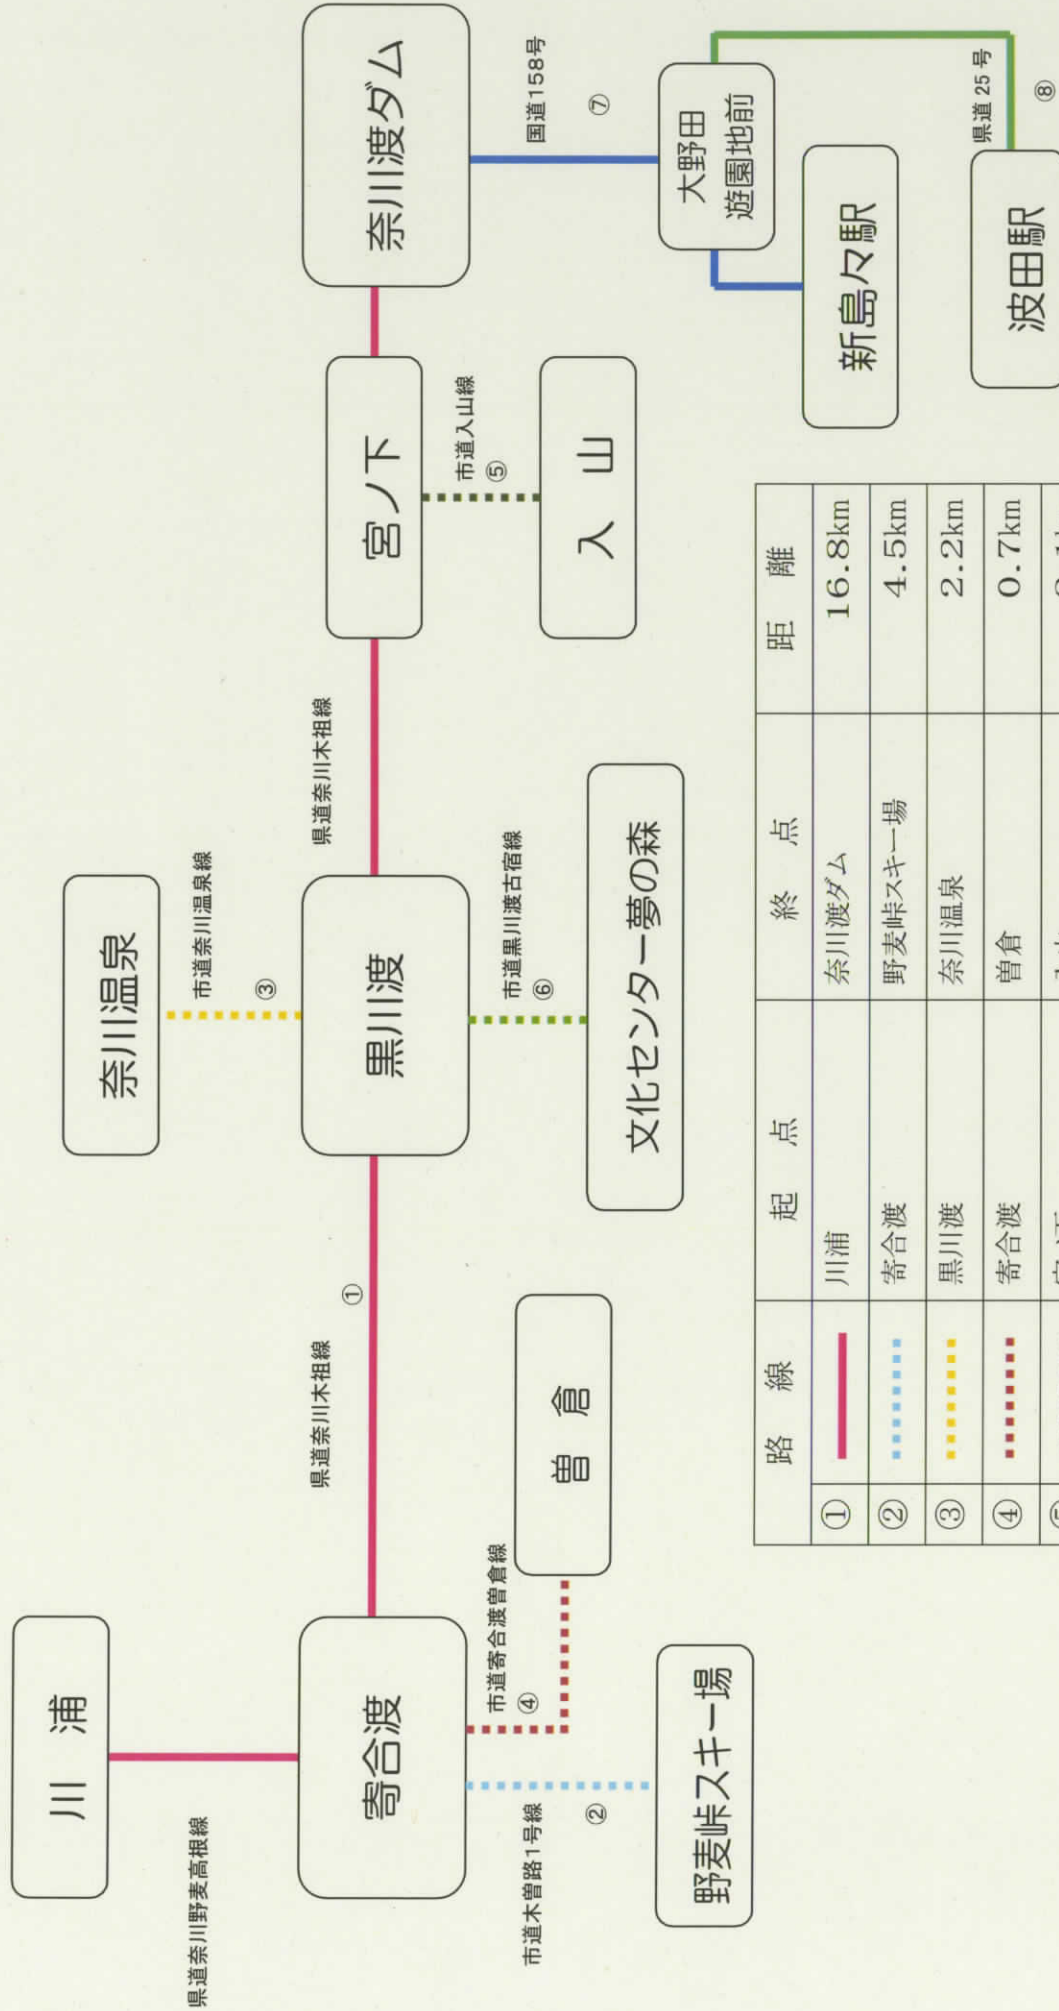 川 浦
県道奈川野麦高根線
寄合渡
市道木曽路1号線
②
野麦峠スキー場
市道寄合渡曽倉線
④
曽 倉
県道奈川木祖線
①
奈川温泉
市道奈川温泉線
③
黒川渡
市道黒川渡古宿線
⑥
文化センター夢の森
県道奈川木祖線
宮ノ下
市道入山線
⑤
入 山
奈川渡ダム
国道158号
⑦
大野田
遊園地前
新島々駅
県道 25 号
⑧
波田駅
路 線 起 点 終 点 距 離
① 川浦 奈川渡ダム 16.8km
② 寄合渡 野麦峠スキー場 4.5km
③ 黒川渡 奈川温泉 2.2km
④ 寄合渡 曽倉 0.7km